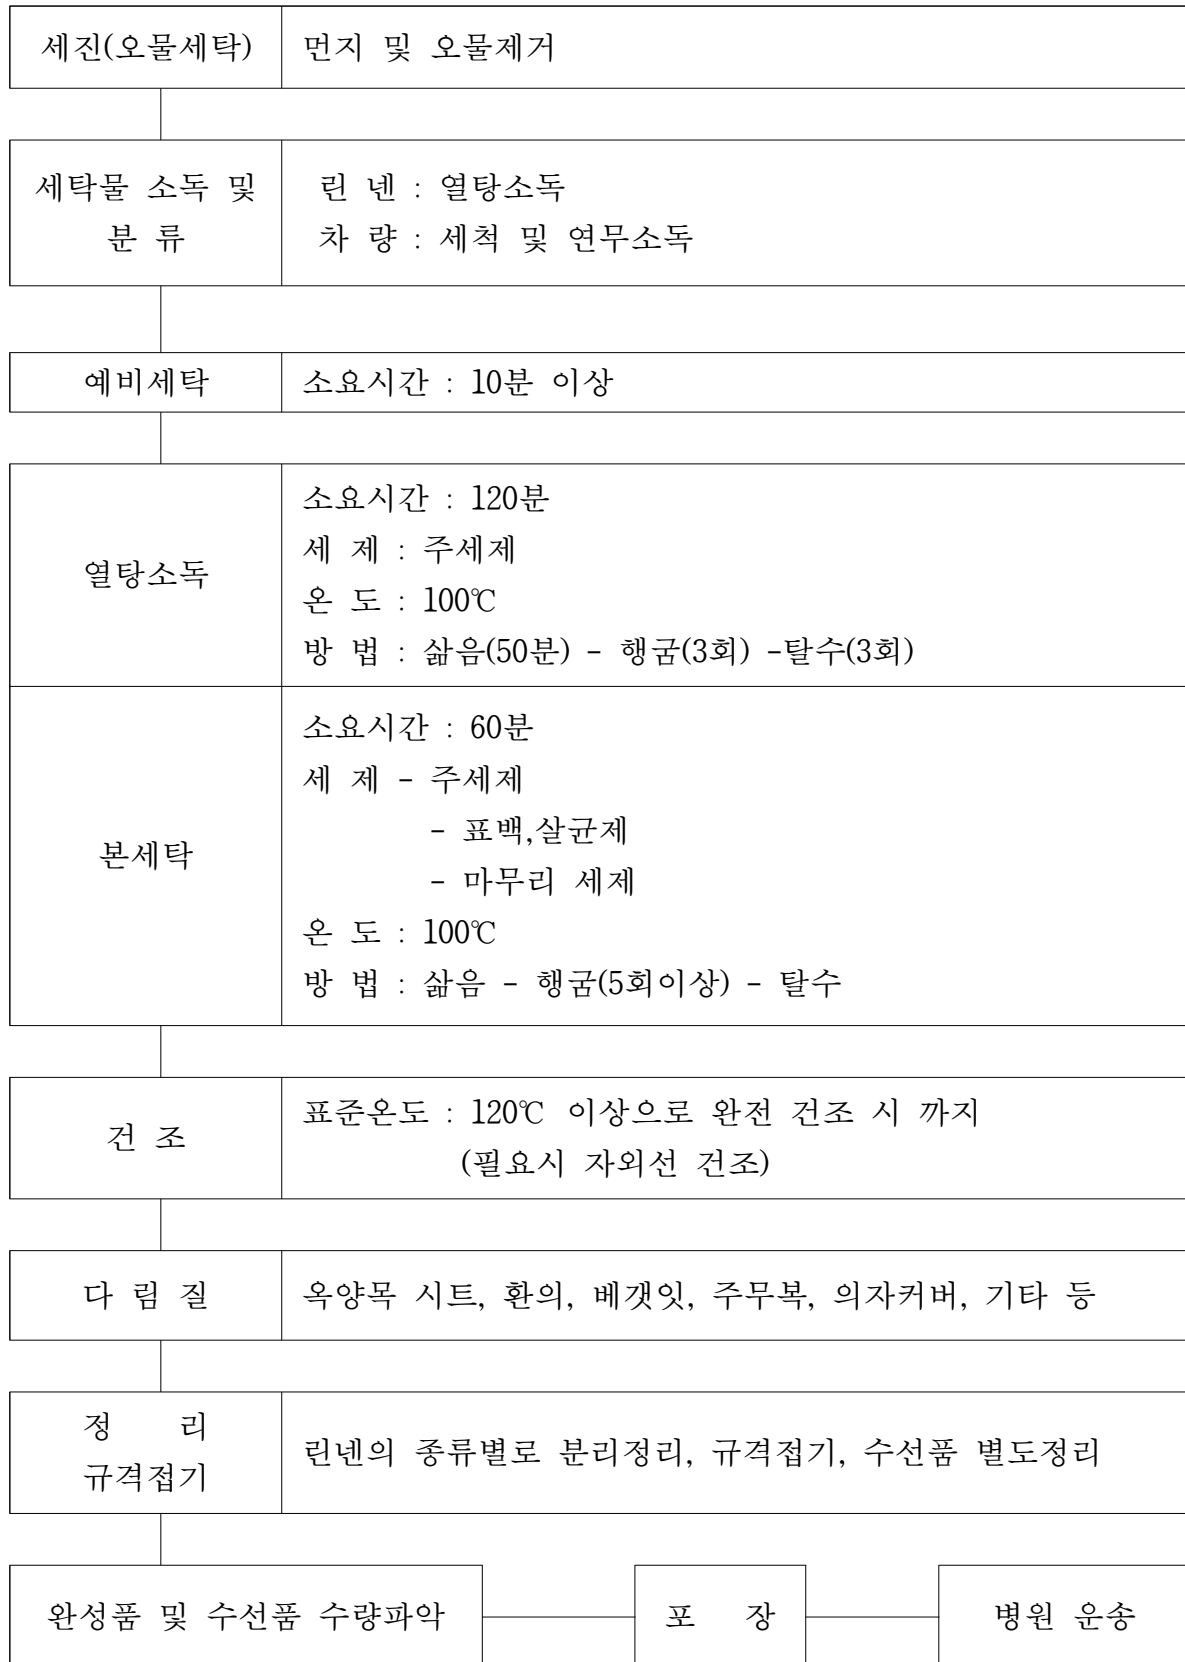 세진(오물세탁)
먼지 및 오물제거
세탁물 소독 및
분 류
린 넨 : 열탕소독
차 량 : 세척 및 연무소독
예비세탁
소요시간 : 10분 이상
열탕소독
소요시간 : 120분
세 제 : 주세제
온 도 : 100℃
방 법 : 삶음(50분) - 행굼(3회) -탈수(3회)
본세탁
소요시간 : 60분
세 제 - 주세제
- 표백,살균제
- 마무리 세제
온 도 : 100℃
방 법 : 삶음 - 행굼(5회이상) - 탈수
건 조
표준온도 : 120℃ 이상으로 완전 건조 시 까지
(필요시 자외선 건조)
다 림 질
옥양목 시트, 환의, 베갯잇, 주무복, 의자커버, 기타 등
정 리
규격접기
린넨의 종류별로 분리정리, 규격접기, 수선품 별도정리
완성품 및 수선품 수량파악
포 장
병원 운송